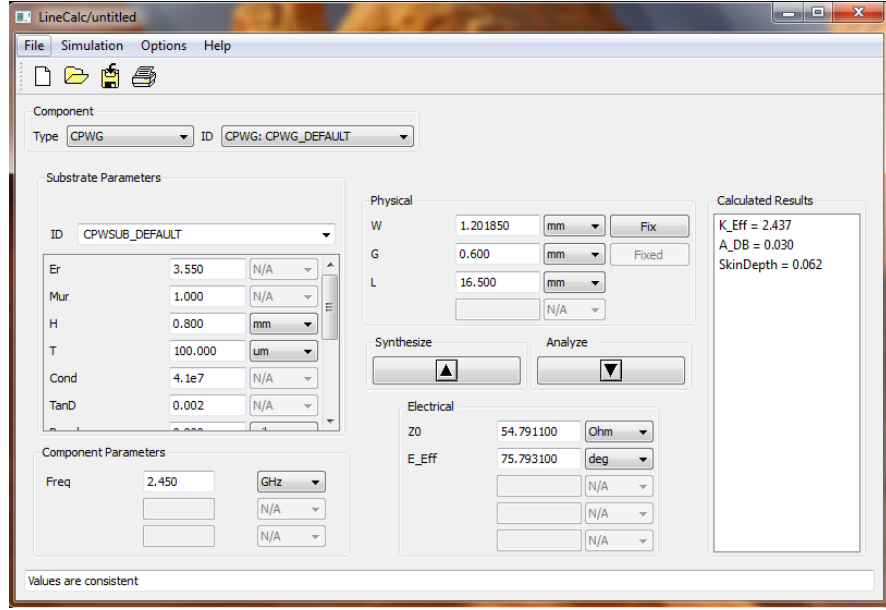 LineCalc/untitled
File Simulation Options Help
Component
Type CPWG ID CPWG: CPWG_DEFAULT
Substrate Parameters
ID CPWSUB_DEFAULT
Er 3.550 N/A
Mur 1.000 N/A
H 0.800 mm
T 100.000 um
Cond 4.1e7 N/A
TanD 0.002 N/A
Component Parameters
Freq 2.450 GHz
N/A
N/A
Physical
W 1.201850 mm Fix
G 0.600 mm Fixed
L 16.500 mm
N/A
Synthesize Analyze
Electrical
Z0 54.791100 Ohm
E_Eff 75.793100 deg
N/A
N/A
N/A
Calculated Results
K_Eff = 2.437
A_DB = 0.030
SkinDepth = 0.062
Values are consistent